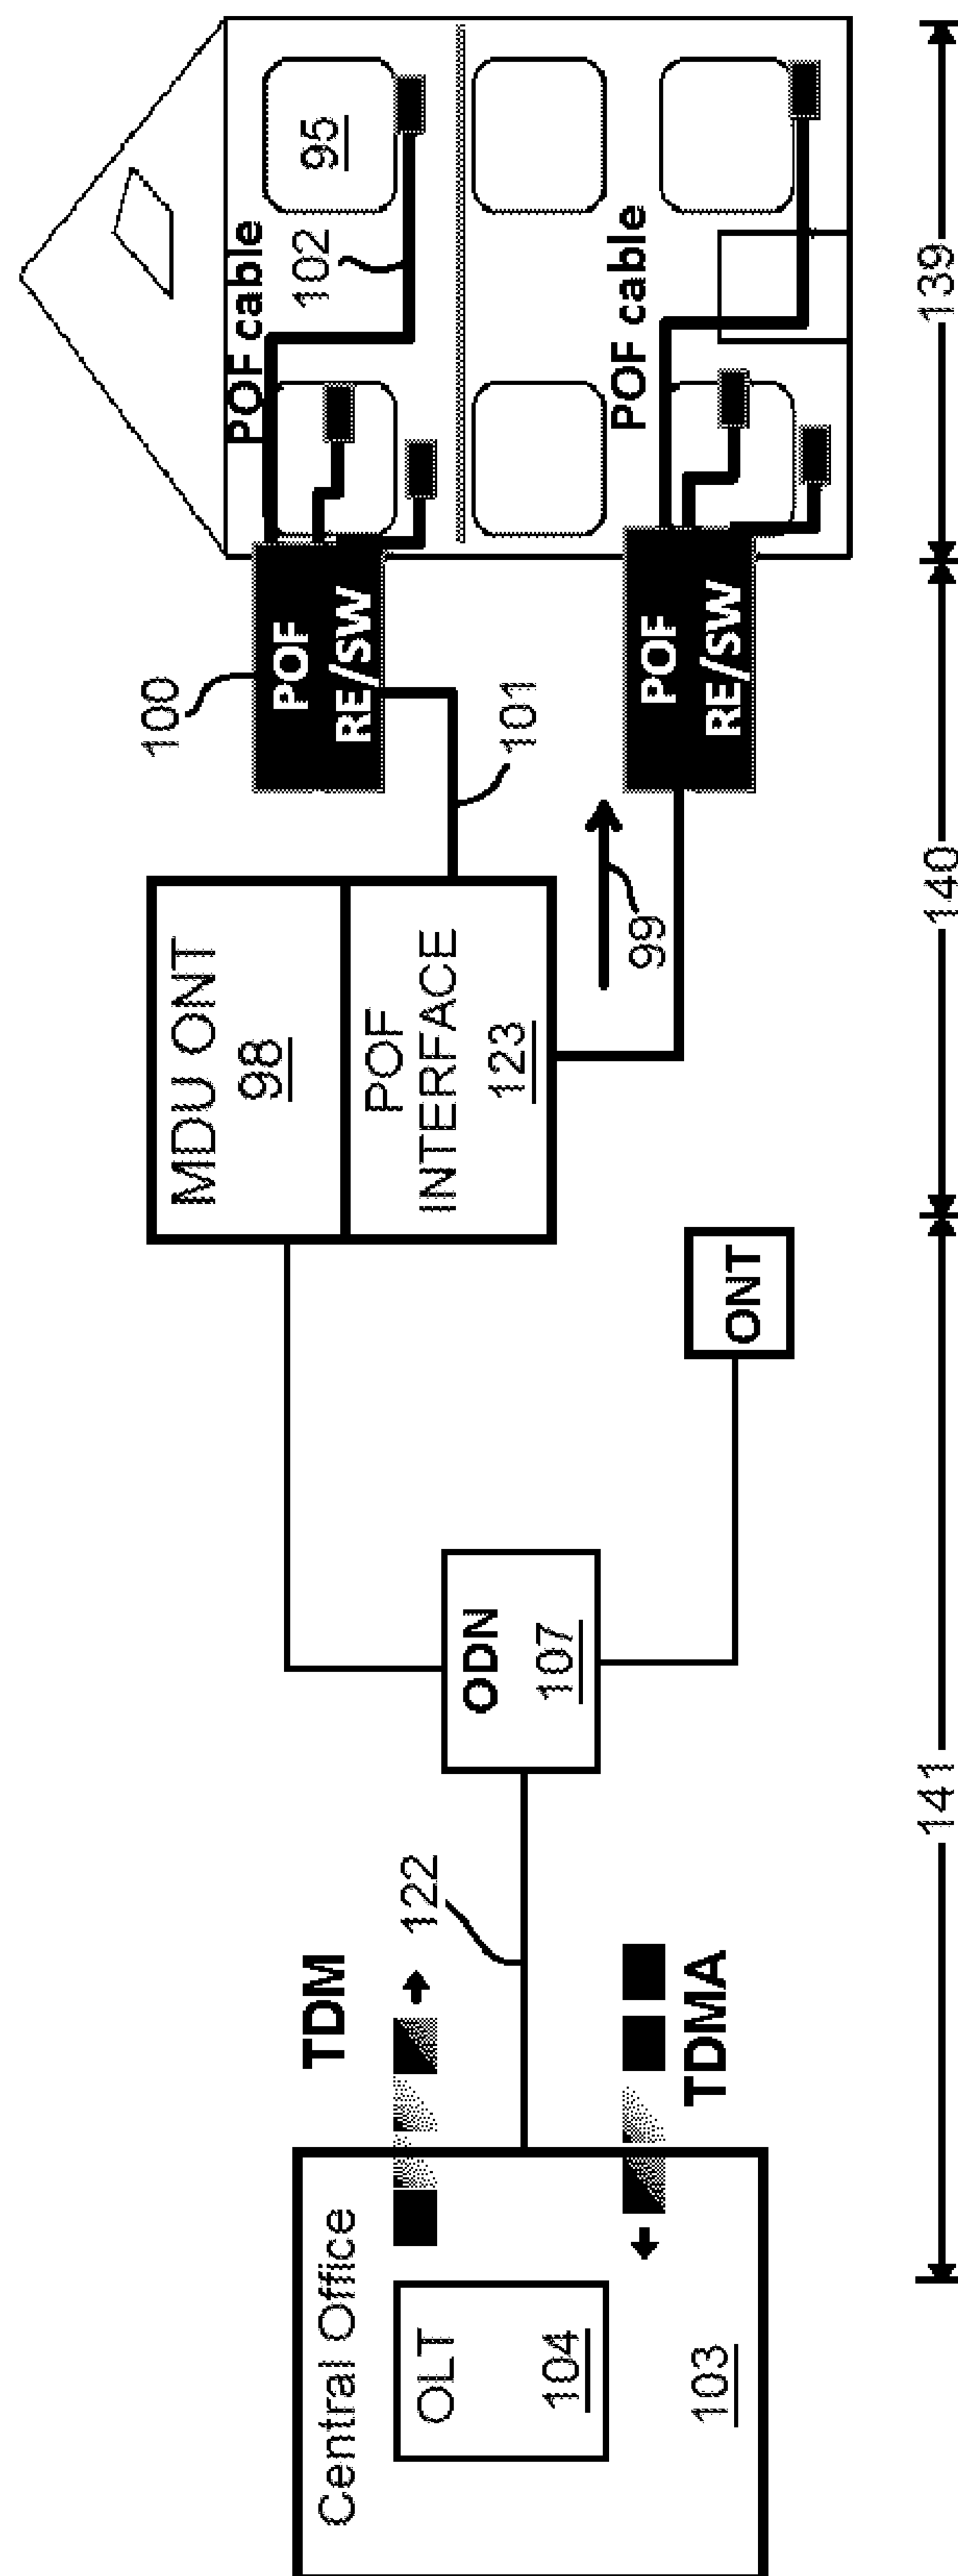 Central Office
OLT
104
103
TDM
122
TDMA
ODN
107
ONT
MDU ONT
98
POF
INTERFACE
123
99
101
100
POF
RE/SW
POF
RE/SW
POF cable
102
95
POF cable
141
140
139